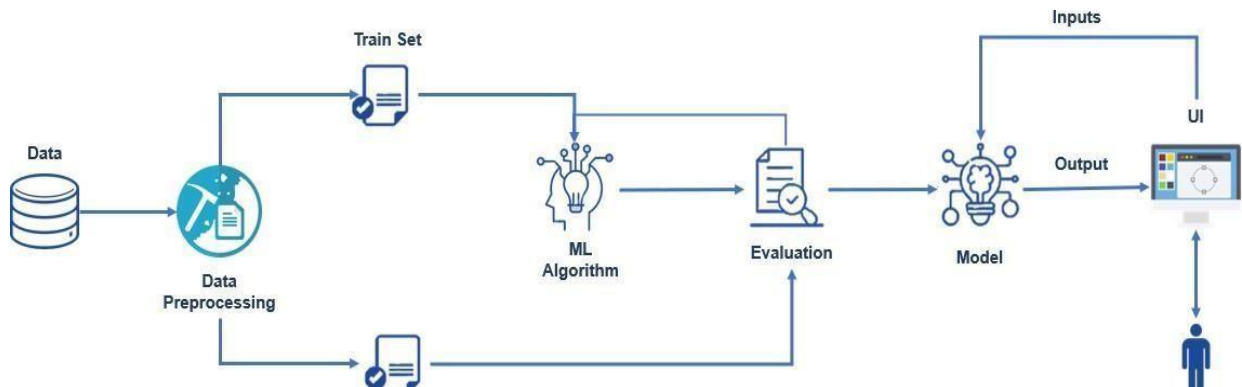 Inputs
Train Set
UI
Data
Output
ML
Algorithm
Evaluation
Model
Data
Preprocessing